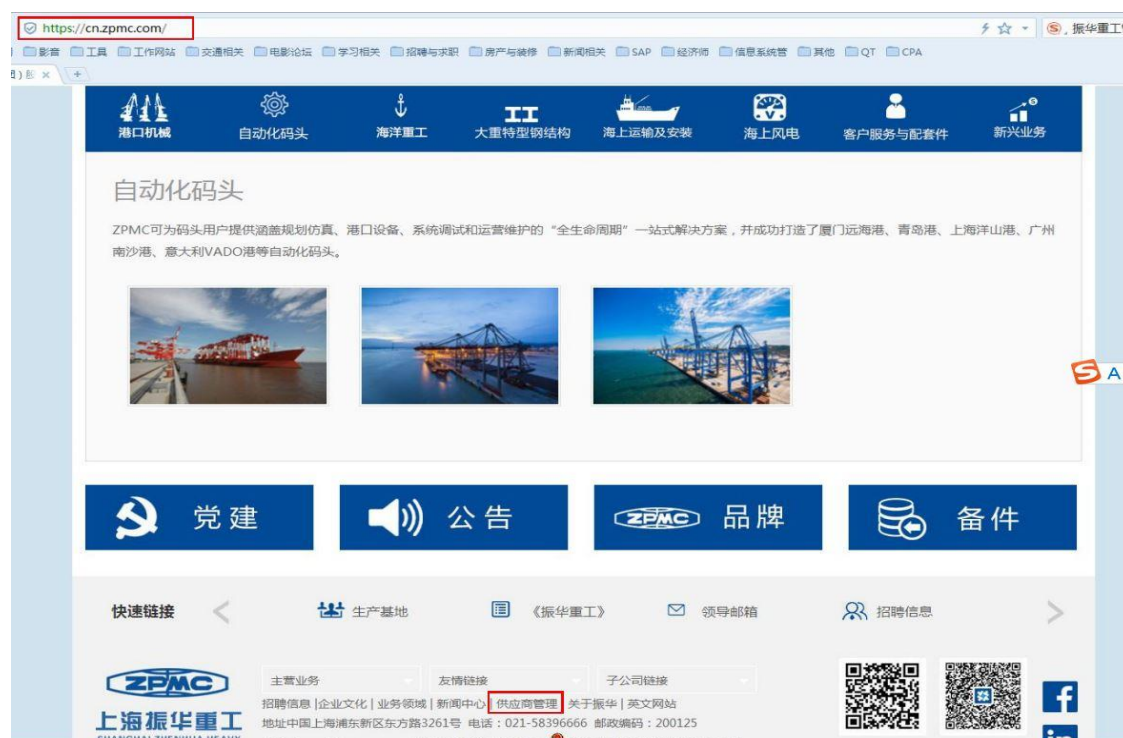 https://cn.zpmc.com/
振华重工
影音 工具 工作网站 交通相关 电影论坛 学习相关 招聘与求职 房产与装修 新闻相关 SAP 经济师 信息系统管 其他 QT CPA
港口机械 自动化码头 海洋重工 大重特型钢结构 海上运输及安装 海上风电 客户服务与配套件 新兴业务
自动化码头
ZPMC可为码头用户提供涵盖规划仿真、港口设备、系统调试和运营维护的“全生命周期”一站式解决方案，并成功打造了厦门远海港、青岛港、上海洋山港、广州
南沙港、意大利VADO港等自动化码头。
A
党建 公告 ZPMC 品牌 备件
快速链接 生产基地 《振华重工》 领导邮箱 招聘信息
ZPMC
上海振华重工
主营业务 友情链接 子公司链接
招聘信息 | 企业文化 | 业务领域 | 新闻中心 | 供应商管理 | 关于振华 | 英文网站
地址中国上海浦东新区东方路3261号 电话：021-58396666 邮政编码：200125